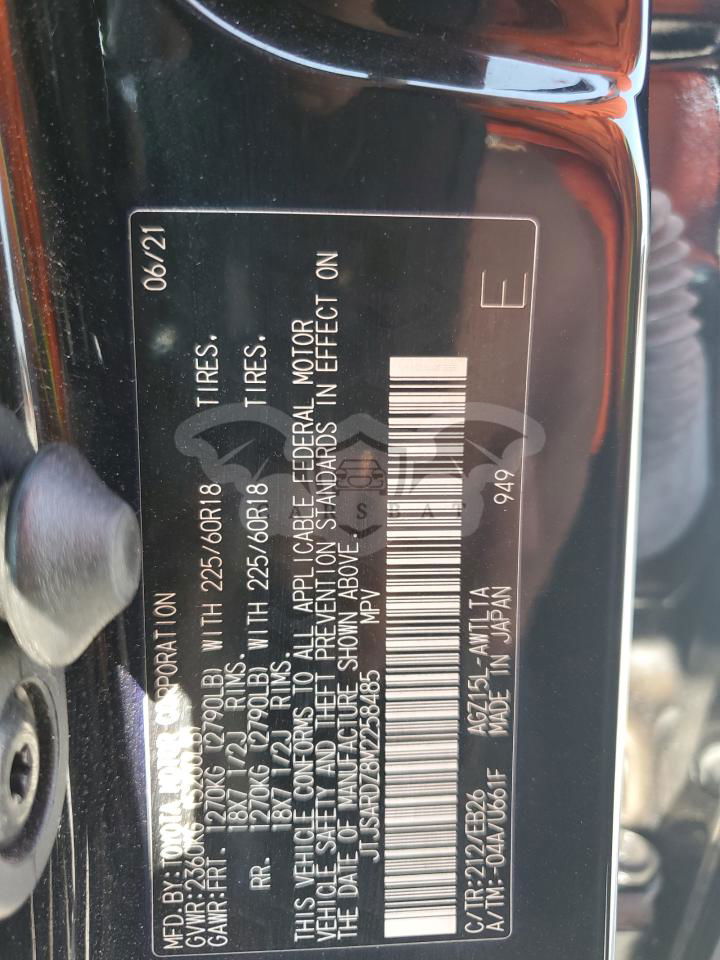 MFD.BY:TOYOTA MOTOR CORPORATION 06/21
GVWR:2360KG
GAWR:FRT. 1270KG (2790LB) WITH 225/60R18 TIRES.
18X7 1/2J RIMS.
RR. 1270KG (2790LB) WITH 225/60R18 TIRES.
18X7 1/2J RIMS.
THIS VEHICLE CONFORMS TO ALL APPLICABLE FEDERAL MOTOR
VEHICLE SAFETY AND THEFT PREVENTION STANDARDS IN EFFECT ON
THE DATE OF MANUFACTURE SHOWN ABOVE.
JTJSARDZ8M2258485 MPV
C/TR:212/EB26 AGZ15L-AWTLTA
A/TM:-04A/U661F MADE IN JAPAN 949 E
CARSBAT